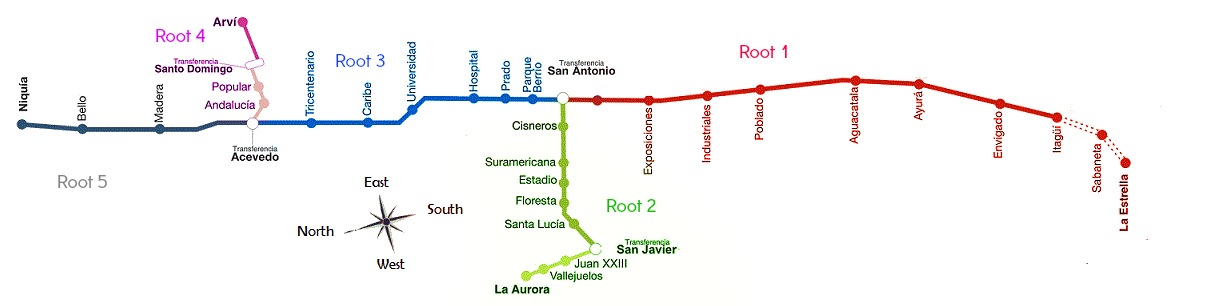 Arví
Root 4
Transferencia
Santo Domingo
Popular
Andalucía
Niquía
Bello
Madera
Transferencia
Acevedo
Root 5
Root 3
Tricentenario
Caribe
Universidad
Hospital
Prado
Parque
Berrio
Transferencia
San Antonio
Root 1
Exposiciones
Industriales
Poblado
Aguacatala
Ayurá
Envigado
Itagüí
Sabaneta
La Estrella
Cisneros
Suramericana
Estadio
Floresta
Santa Lucía
Root 2
Transferencia
San Javier
Juan XXIII
Vallejuelos
La Aurora
East
South
North
West